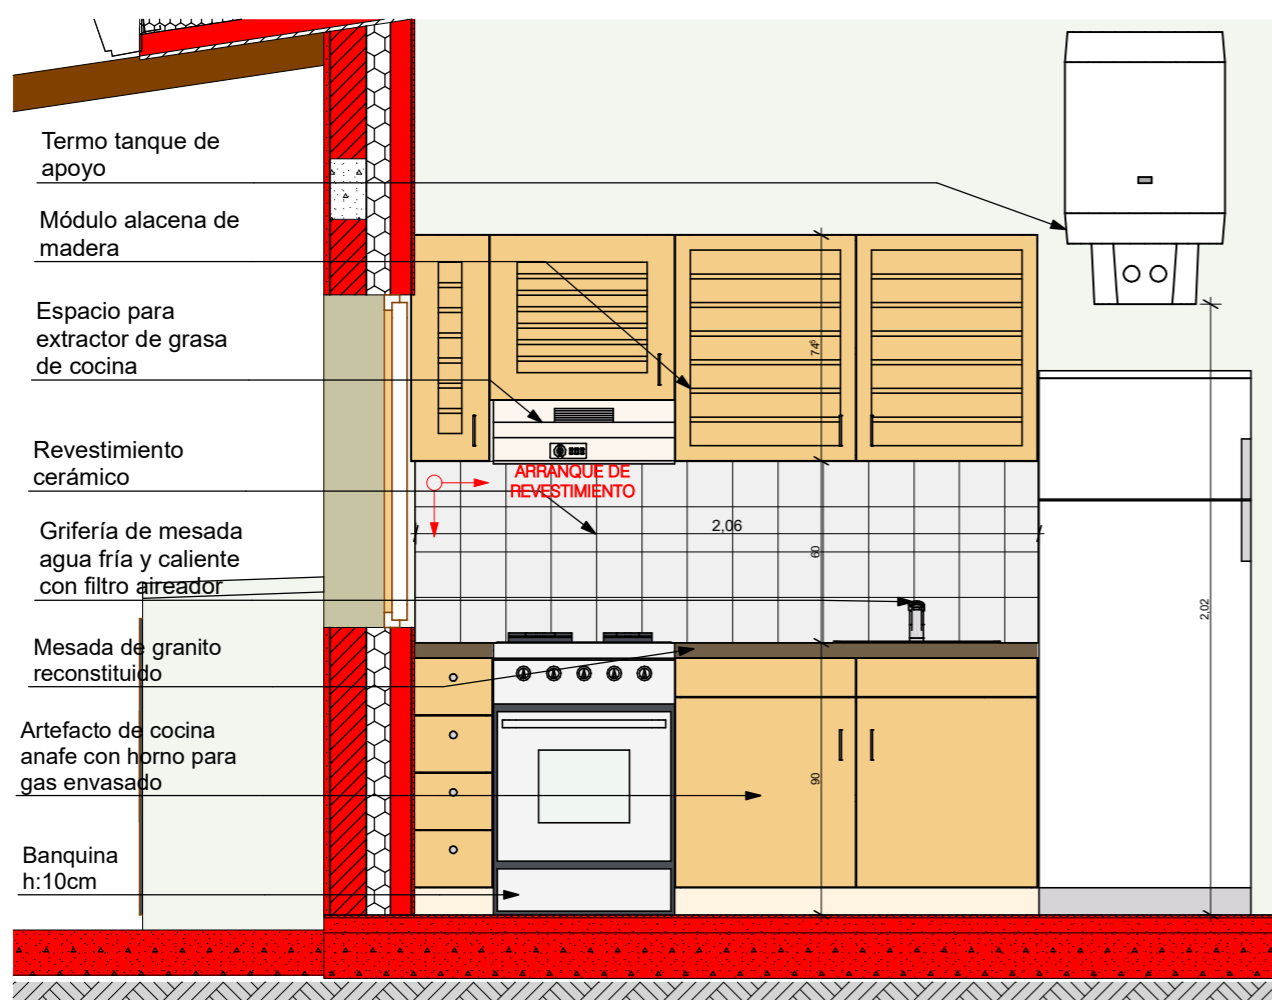 Termo tanque de
apoyo
Módulo alacena de
madera
Espacio para
extractor de grasa
de cocina
Revestimiento
cerámico
Grifería de mesada
agua fría y caliente
con filtro aireador
Mesada de granito
reconstituido
Artefacto de cocina
anafe con horno para
gas envasado
Banquina
h:10cm
ARRANQUE DE
REVESTIMIENTO
2,06
74⁵
60
90
2,02